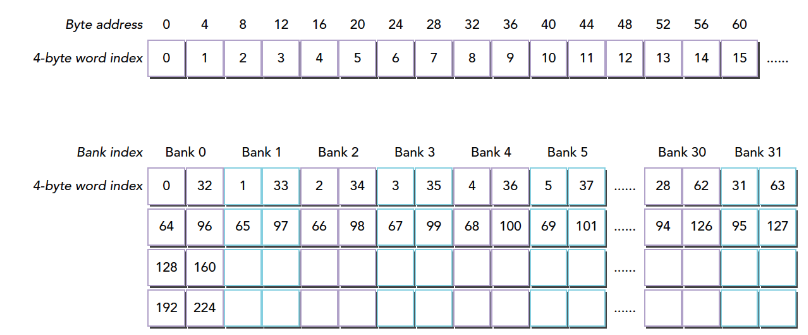 Byte address 0 4 8 12 16 20 24 28 32 36 40 44 48 52 56 60
4-byte word index 0 1 2 3 4 5 6 7 8 9 10 11 12 13 14 15 ......
Bank index Bank 0 Bank 1 Bank 2 Bank 3 Bank 4 Bank 5 Bank 30 Bank 31
4-byte word index 0 32 1 33 2 34 3 35 4 36 5 37 ...... 28 62 31 63
64 96 65 97 66 98 67 99 68 100 69 101 ...... 94 126 95 127
128 160 ......
192 224 ......